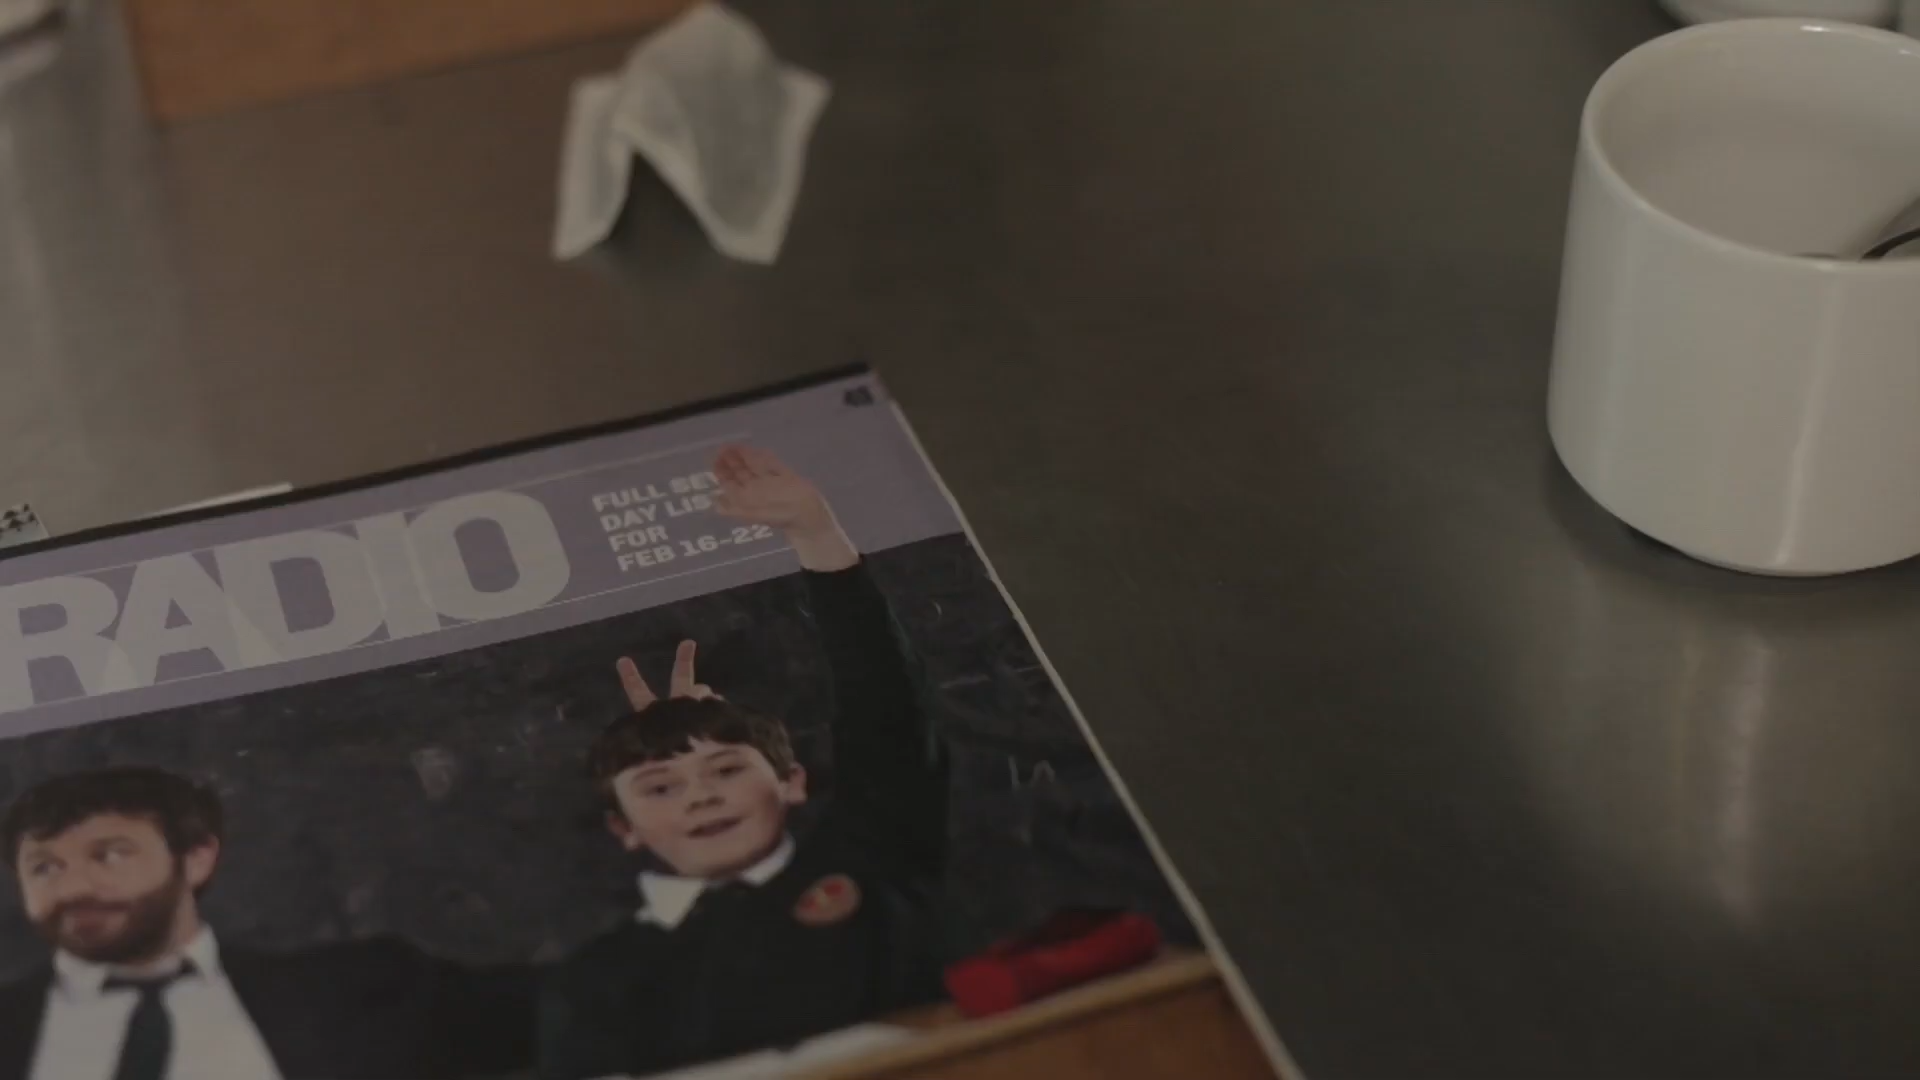 RADIO
FULL SEV
DAY LIST
FOR
FEB 16-22